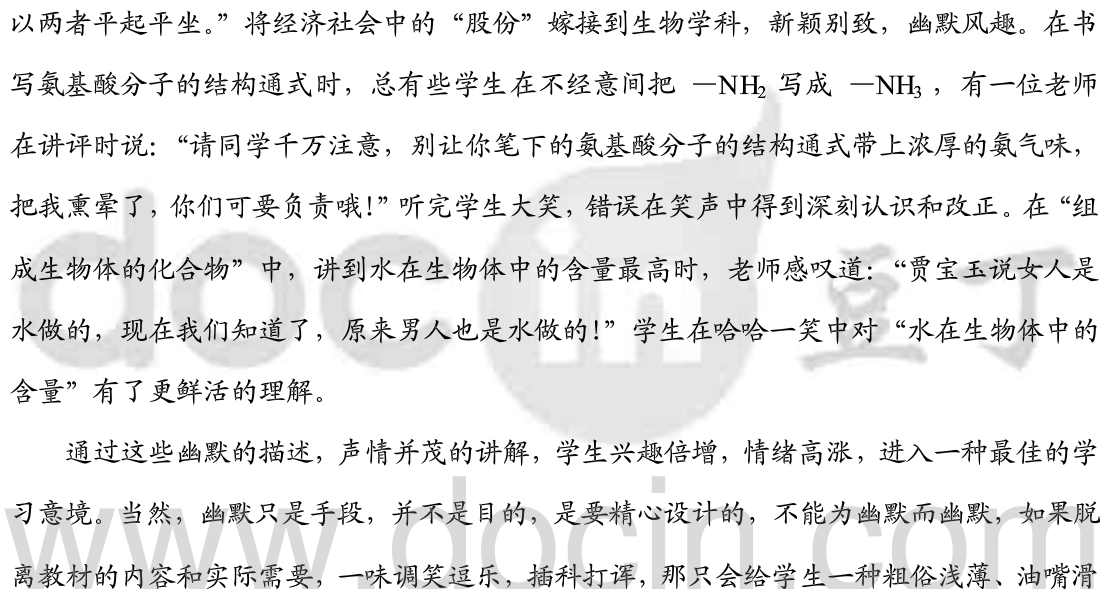 以两者平起平坐。”将经济社会中的“股份”嫁接到生物学科，新颖别致，幽默风趣。在书
写氨基酸分子的结构通式时，总有些学生在不经意间把 —NH₂ 写成 —NH₃ ，有一位老师
在讲评时说：“请同学千万注意，别让你笔下的氨基酸分子的结构通式带上浓厚的氨气味，
把我熏晕了，你们可要负责哦！”听完学生大笑，错误在笑声中得到深刻认识和改正。在“组
成生物体的化合物”中，讲到水在生物体中的含量最高时，老师感叹道：“贾宝玉说女人是
水做的，现在我们知道了，原来男人也是水做的！”学生在哈哈一笑中对“水在生物体中的
含量”有了更鲜活的理解。
通过这些幽默的描述，声情并茂的讲解，学生兴趣倍增，情绪高涨，进入一种最佳的学
习意境。当然，幽默只是手段，并不是目的，是要精心设计的，不能为幽默而幽默，如果脱
离教材的内容和实际需要，一味调笑逗乐，插科打诨，那只会给学生一种粗俗浅薄、油嘴滑
docin 豆丁
www.docin.com